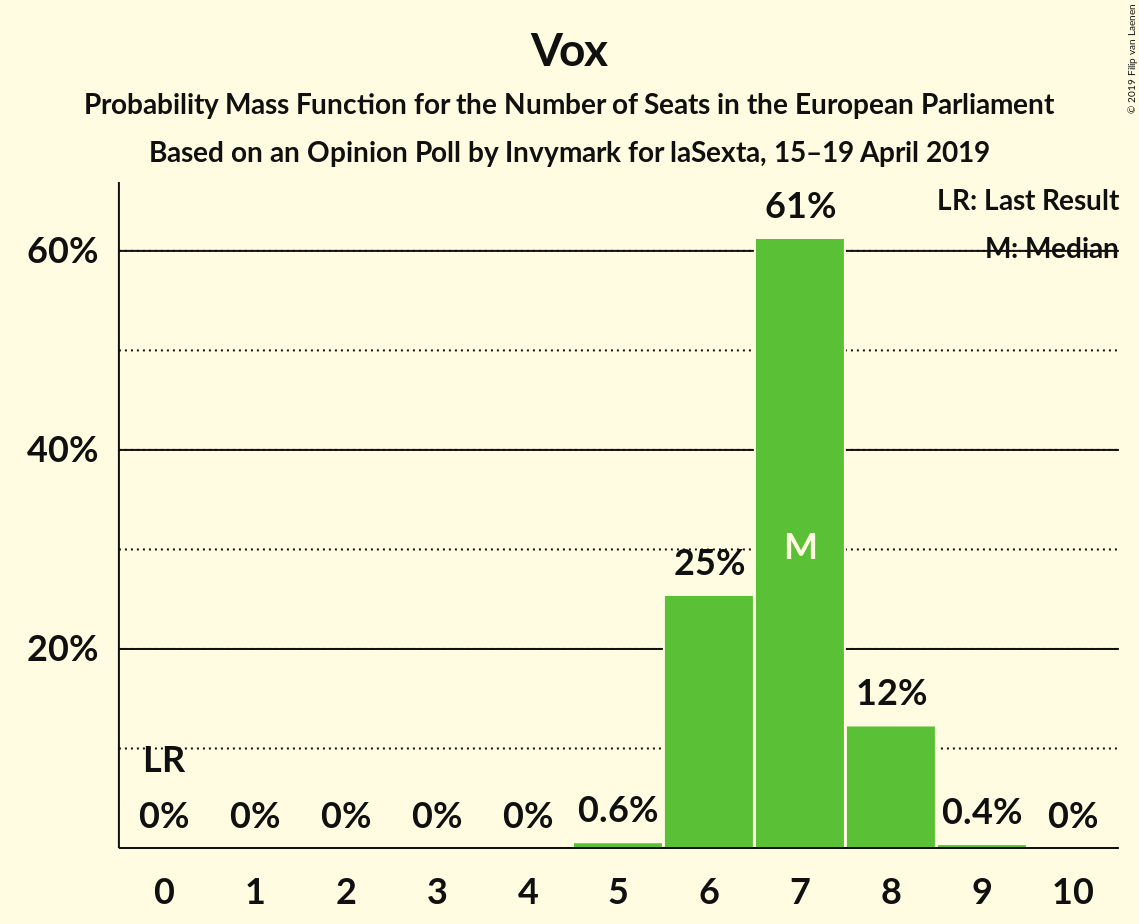 Vox
Probability Mass Function for the Number of Seats in the European Parliament
Based on an Opinion Poll by Invymark for laSexta, 15–19 April 2019
© 2019 Filip van Laenen
LR: Last Result
M: Median
60%
40%
20%
61%
25%
M
12%
LR
0%
0%
0%
0%
0%
0.6%
0.4%
0%
0 1 2 3 4 5 6 7 8 9 10